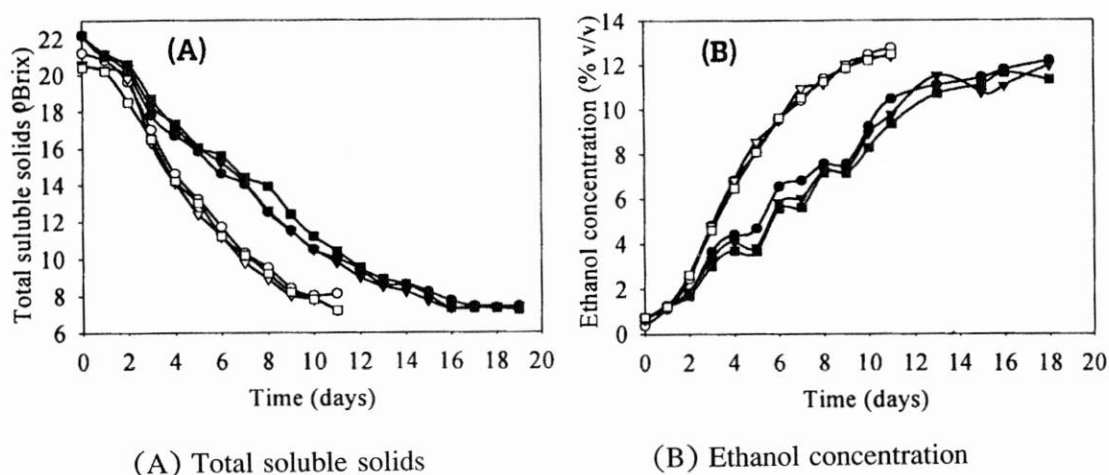 (A)
Total soluble solids (ºBrix)
22
20
18
16
14
12
10
8
6
0 2 4 6 8 10 12 14 16 18 20
Time (days)
(B)
Ethanol concentration (% v/v)
14
12
10
8
6
4
2
0
0 2 4 6 8 10 12 14 16 18 20
Time (days)
(A) Total soluble solids
(B) Ethanol concentration